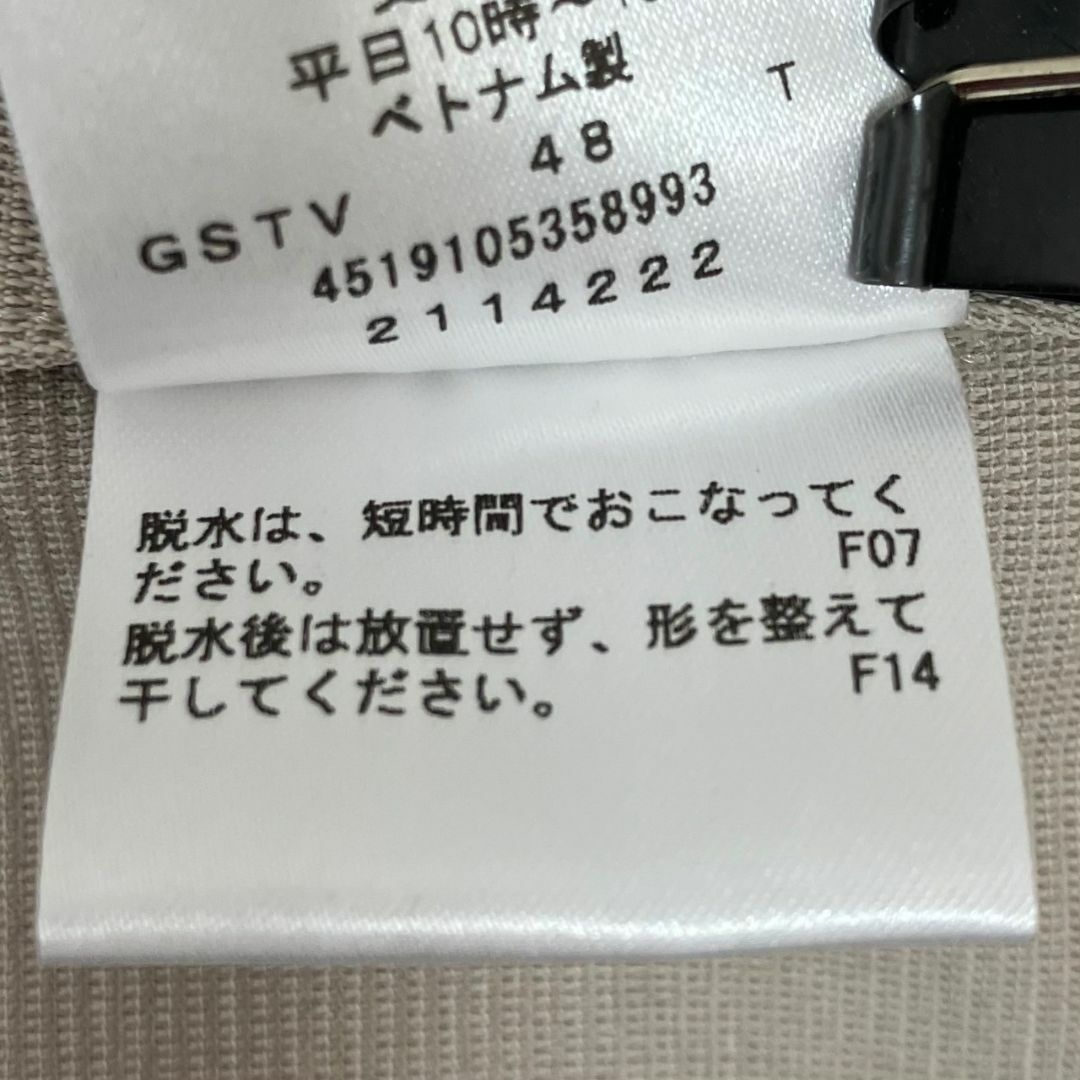 平日10時～
ベトナム製
T
48
GSTV
4519105358993
2114222
脱水は、短時間でおこなってく
ださい。 F07
脱水後は放置せず、形を整えて
干してください。 F14